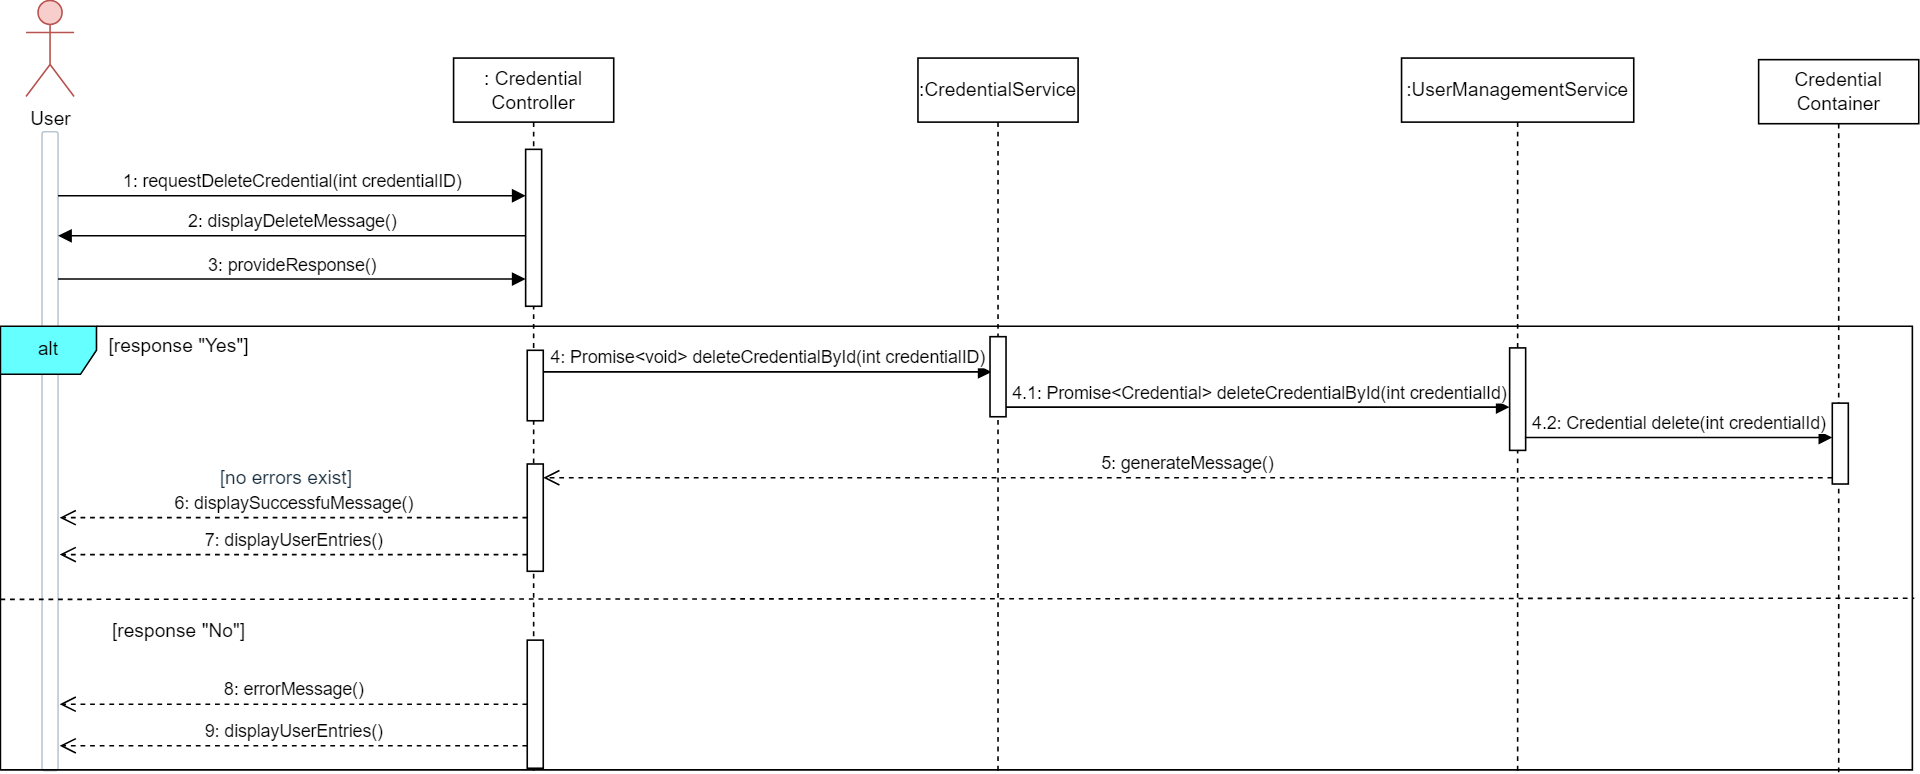 User
: Credential
Controller
:CredentialService
:UserManagementService
Credential
Container
1: requestDeleteCredential(int credentialID)
2: displayDeleteMessage()
3: provideResponse()
alt
[response "Yes"]
4: Promise<void> deleteCredentialById(int credentialID)
4.1: Promise<Credential> deleteCredentialById(int credentialId)
4.2: Credential delete(int credentialId)
5: generateMessage()
[no errors exist]
6: displaySuccessfuMessage()
7: displayUserEntries()
[response "No"]
8: errorMessage()
9: displayUserEntries()